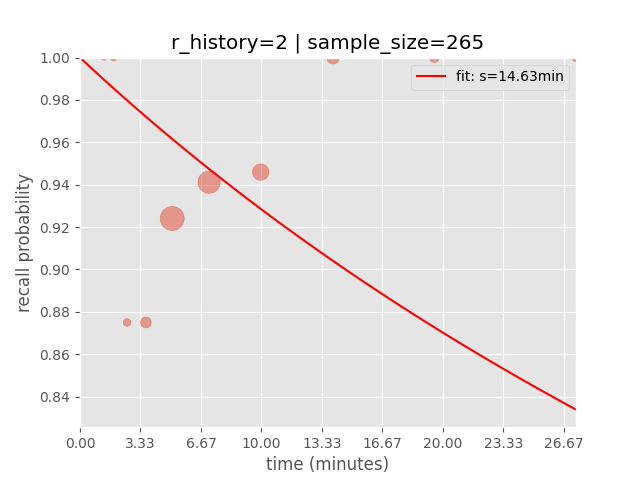 r_history=2 | sample_size=265
fit: s=14.63min
recall probability
1.00
0.98
0.96
0.94
0.92
0.90
0.88
0.86
0.84
0.00 3.33 6.67 10.00 13.33 16.67 20.00 23.33 26.67
time (minutes)